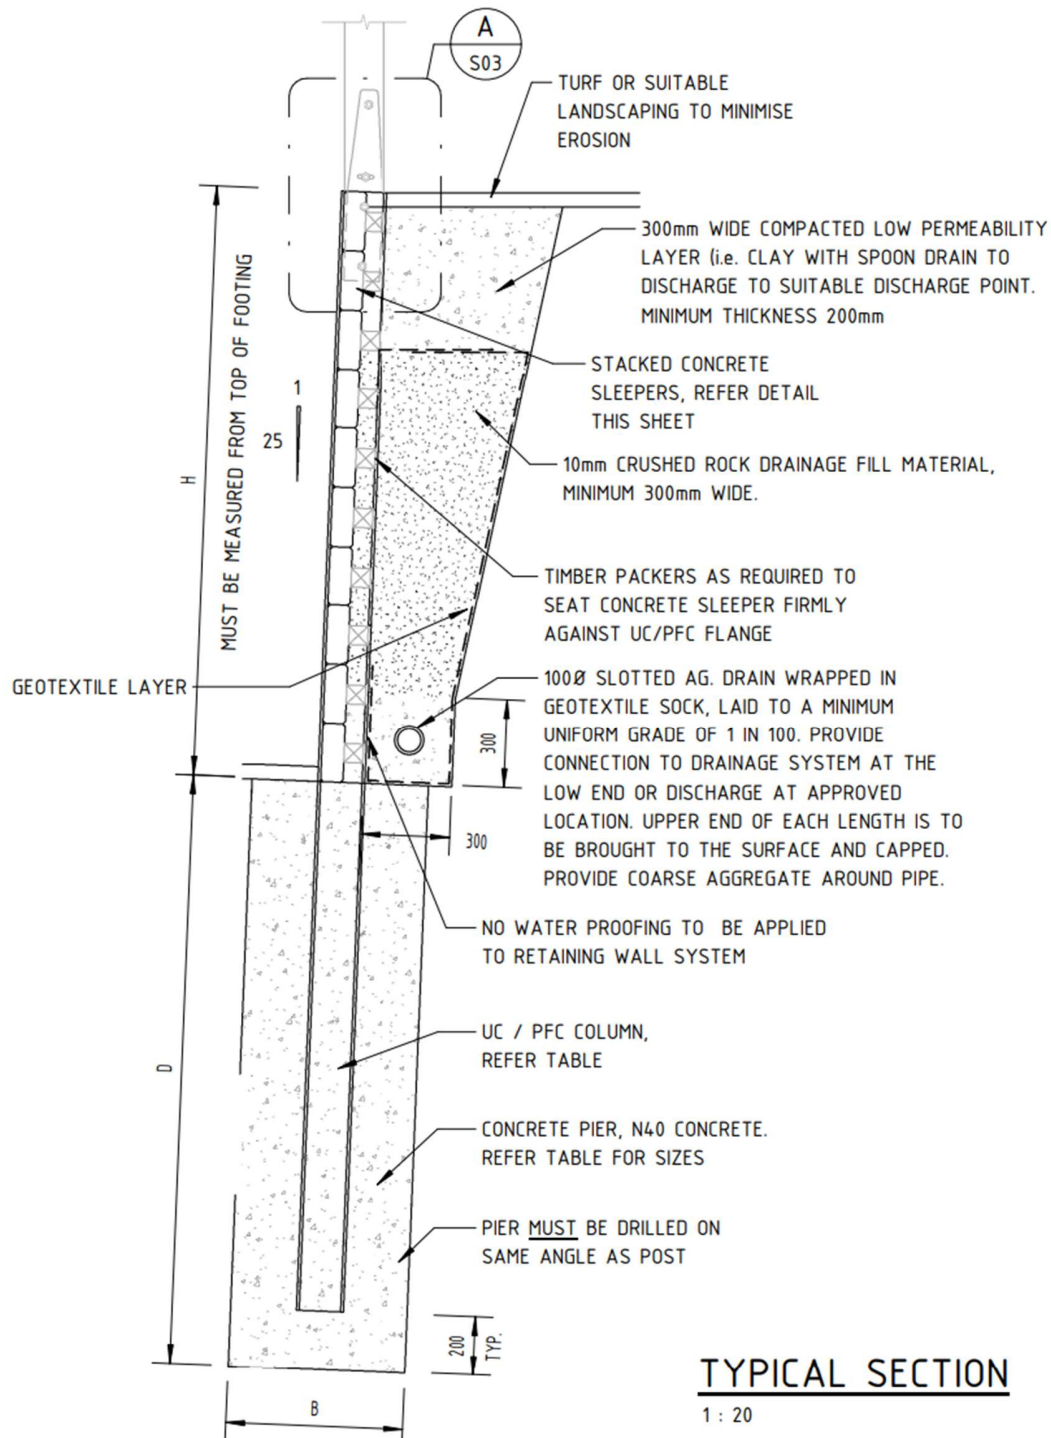 A
S03
TURF OR SUITABLE
LANDSCAPING TO MINIMISE
EROSION
300mm WIDE COMPACTED LOW PERMEABILITY
LAYER (i.e. CLAY WITH SPOON DRAIN TO
DISCHARGE TO SUITABLE DISCHARGE POINT.
MINIMUM THICKNESS 200mm
STACKED CONCRETE
SLEEPERS, REFER DETAIL
THIS SHEET
H
MUST BE MEASURED FROM TOP OF FOOTING
1
25
10mm CRUSHED ROCK DRAINAGE FILL MATERIAL,
MINIMUM 300mm WIDE.
TIMBER PACKERS AS REQUIRED TO
SEAT CONCRETE SLEEPER FIRMLY
AGAINST UC/PFC FLANGE
GEOTEXTILE LAYER
100Ø SLOTTED AG. DRAIN WRAPPED IN
GEOTEXTILE SOCK, LAID TO A MINIMUM
UNIFORM GRADE OF 1 IN 100. PROVIDE
CONNECTION TO DRAINAGE SYSTEM AT THE
LOW END OR DISCHARGE AT APPROVED
LOCATION. UPPER END OF EACH LENGTH IS TO
BE BROUGHT TO THE SURFACE AND CAPPED.
PROVIDE COARSE AGGREGATE AROUND PIPE.
300
300
NO WATER PROOFING TO BE APPLIED
TO RETAINING WALL SYSTEM
UC / PFC COLUMN,
REFER TABLE
D
CONCRETE PIER, N40 CONCRETE.
REFER TABLE FOR SIZES
PIER MUST BE DRILLED ON
SAME ANGLE AS POST
200
TYP.
B
TYPICAL SECTION
1 : 20